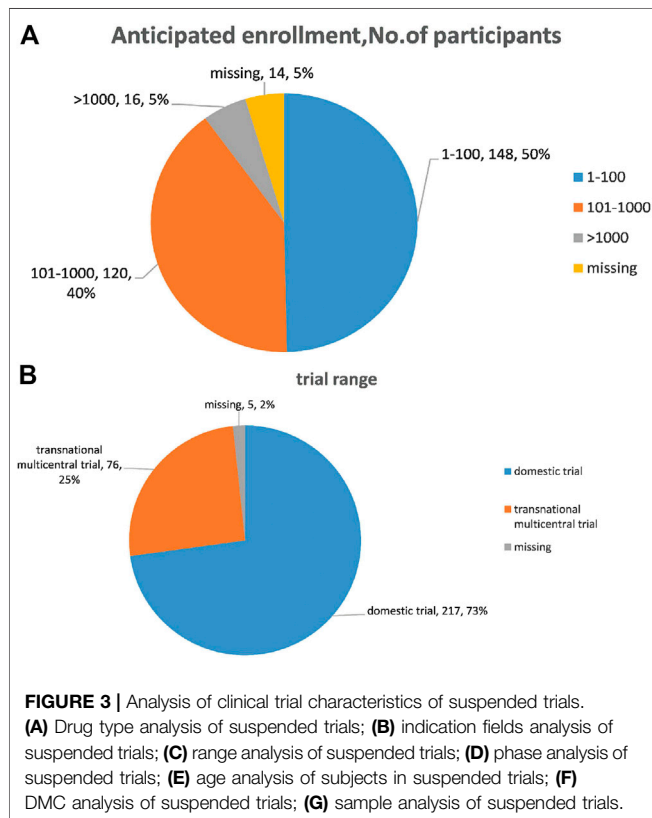 A
Anticipated enrollment,No.of participants
missing, 14, 5%
>1000, 16, 5%
1-100, 148, 50%
101-1000, 120,
40%
1-100
101-1000
>1000
missing
B
trial range
missing, 5, 2%
transnational
multicentral trial, 76,
25%
domestic trial, 217, 73%
domestic trial
transnational
multicentral trial
missing
FIGURE 3 | Analysis of clinical trial characteristics of suspended trials.
(A) Drug type analysis of suspended trials; (B) indication fields analysis of
suspended trials; (C) range analysis of suspended trials; (D) phase analysis of
suspended trials; (E) age analysis of subjects in suspended trials; (F)
DMC analysis of suspended trials; (G) sample analysis of suspended trials.